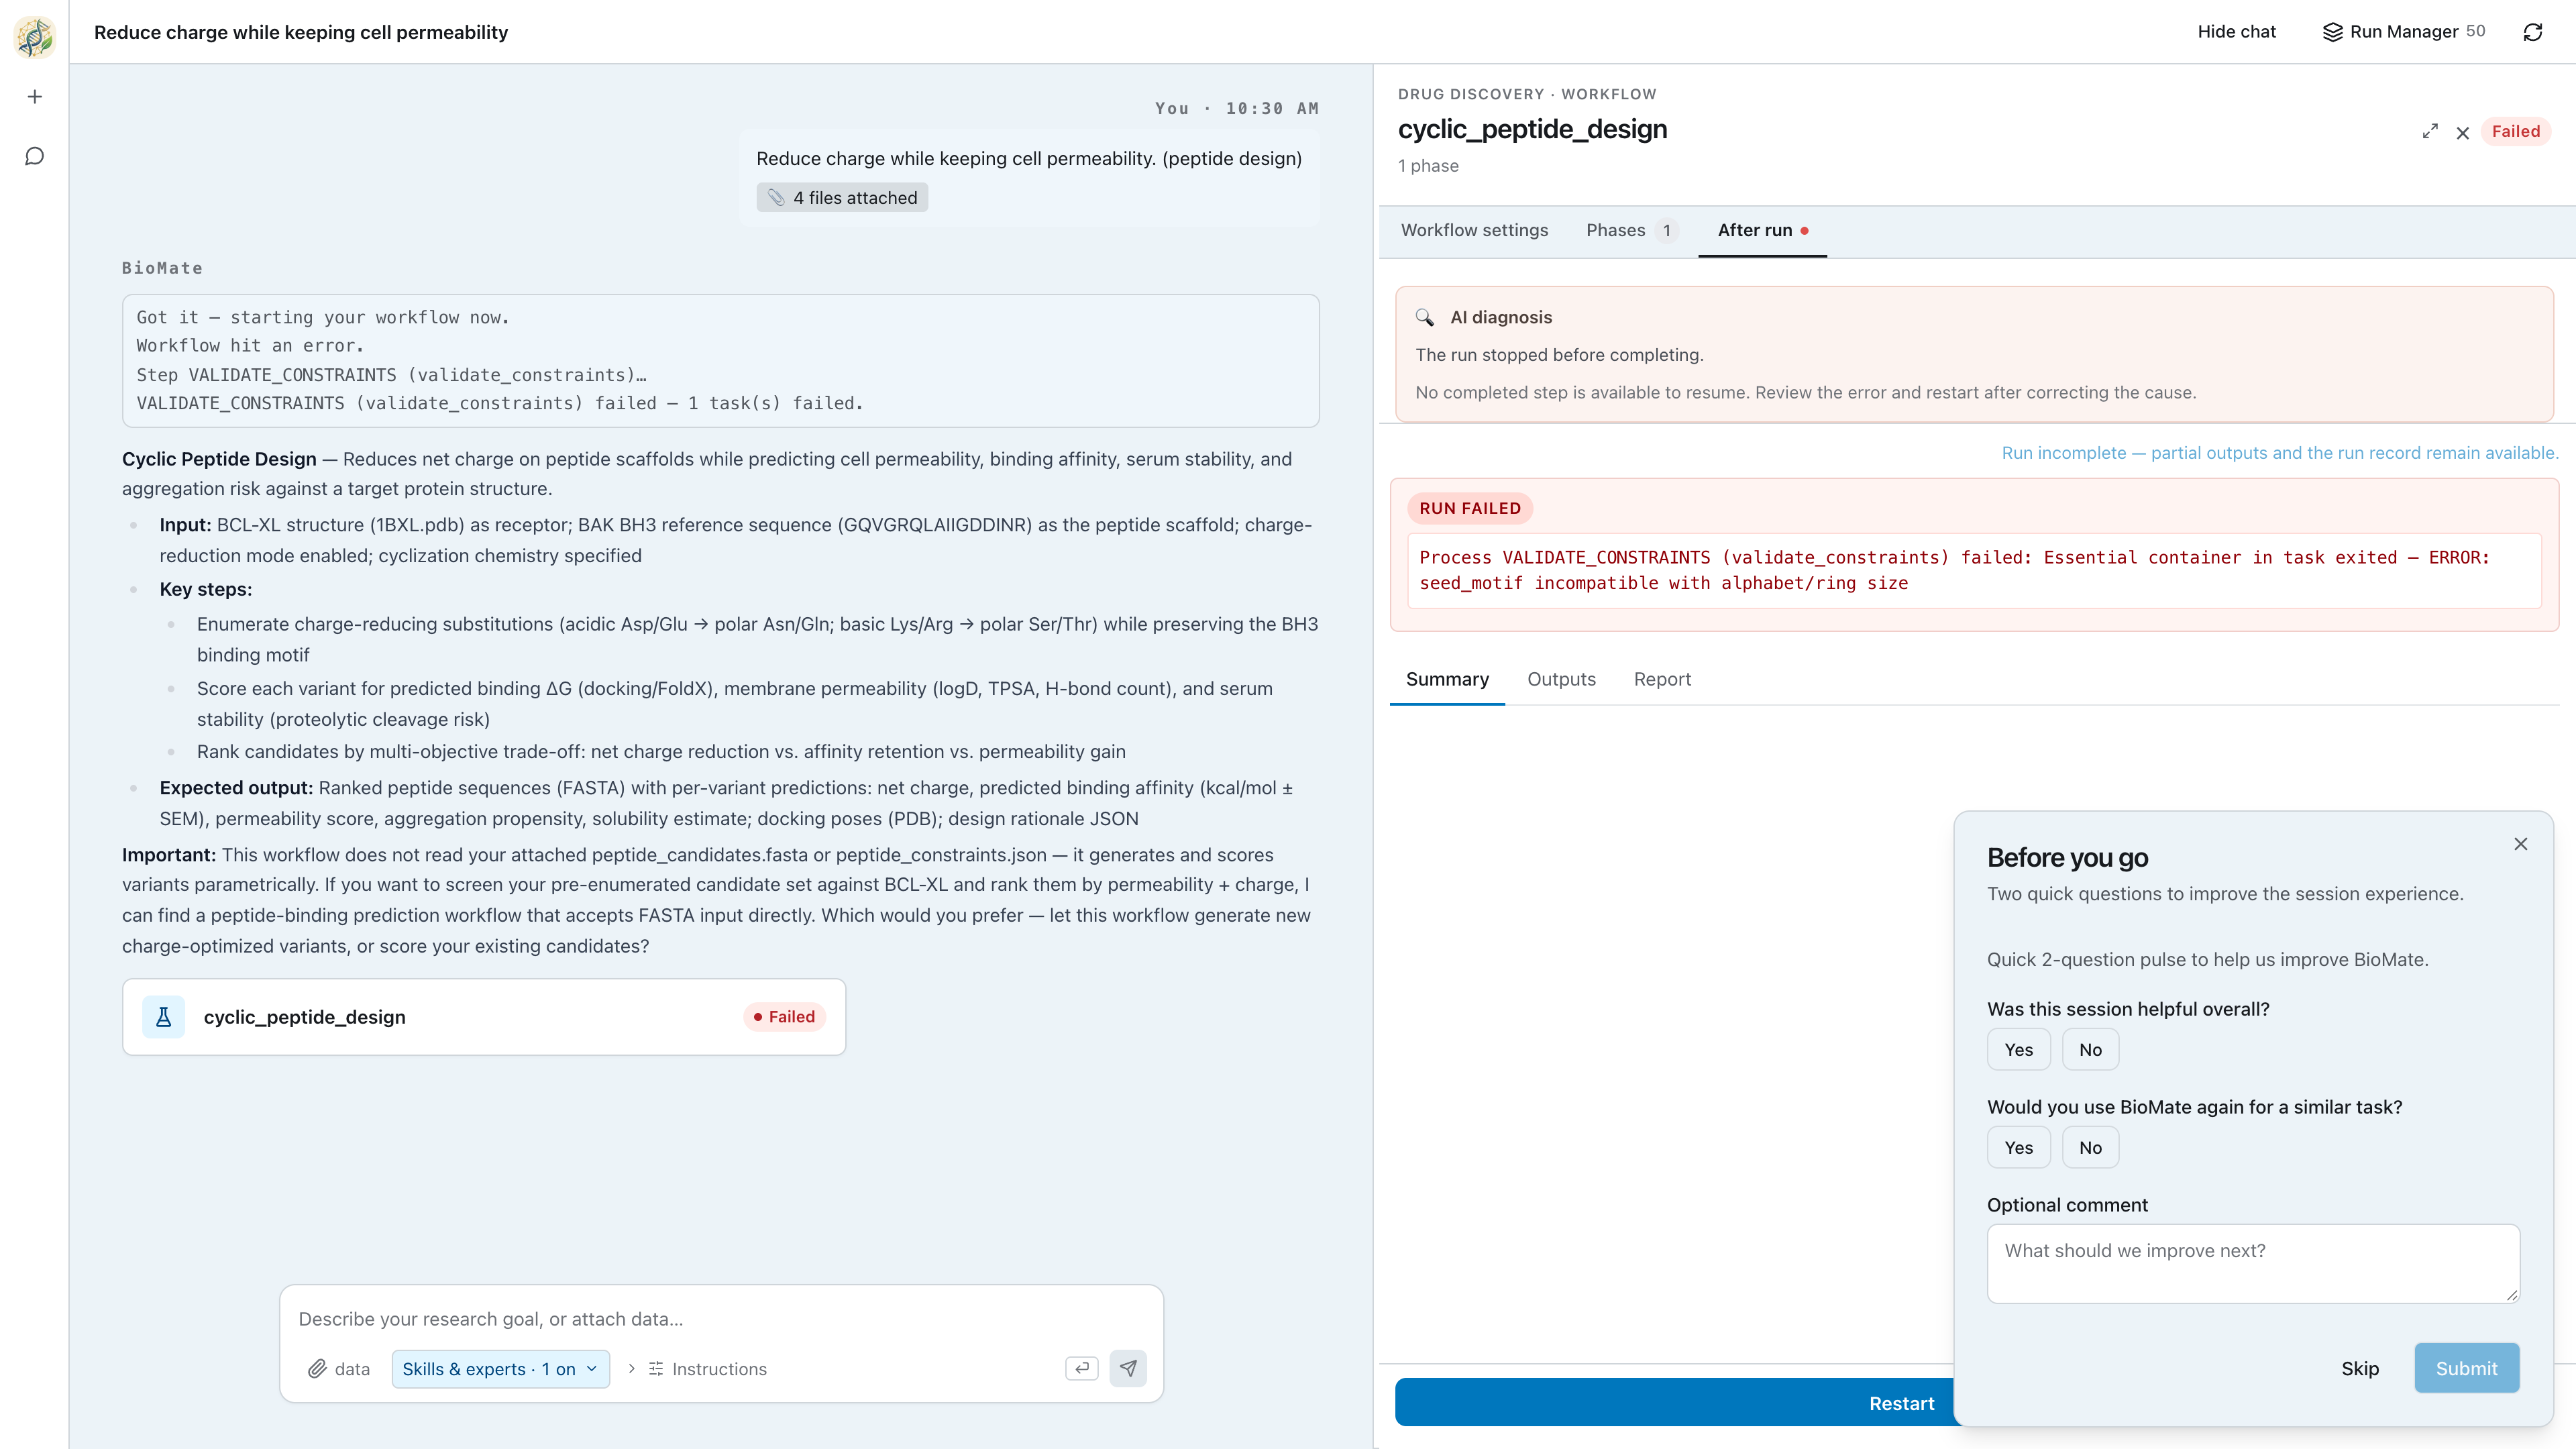 Reduce charge while keeping cell permeability
Hide chat
Run Manager 50
You · 10:30 AM
Reduce charge while keeping cell permeability. (peptide design)
4 files attached
BioMate
Got it — starting your workflow now.
Workflow hit an error.
Step VALIDATE_CONSTRAINTS (validate_constraints)…
VALIDATE_CONSTRAINTS (validate_constraints) failed — 1 task(s) failed.
Cyclic Peptide Design — Reduces net charge on peptide scaffolds while predicting cell permeability, binding affinity, serum stability, and
aggregation risk against a target protein structure.
Input: BCL-XL structure (1BXL.pdb) as receptor; BAK BH3 reference sequence (GQVGRQLAIIGDDINR) as the peptide scaffold; charge-
reduction mode enabled; cyclization chemistry specified
Key steps:
Enumerate charge-reducing substitutions (acidic Asp/Glu → polar Asn/Gln; basic Lys/Arg → polar Ser/Thr) while preserving the BH3
binding motif
Score each variant for predicted binding ΔG (docking/FoldX), membrane permeability (logD, TPSA, H-bond count), and serum
stability (proteolytic cleavage risk)
Rank candidates by multi-objective trade-off: net charge reduction vs. affinity retention vs. permeability gain
Expected output: Ranked peptide sequences (FASTA) with per-variant predictions: net charge, predicted binding affinity (kcal/mol ±
SEM), permeability score, aggregation propensity, solubility estimate; docking poses (PDB); design rationale JSON
Important: This workflow does not read your attached peptide_candidates.fasta or peptide_constraints.json — it generates and scores
variants parametrically. If you want to screen your pre-enumerated candidate set against BCL-XL and rank them by permeability + charge, I
can find a peptide-binding prediction workflow that accepts FASTA input directly. Which would you prefer — let this workflow generate new
charge-optimized variants, or score your existing candidates?
cyclic_peptide_design
Failed
Describe your research goal, or attach data...
data
Skills & experts · 1 on
Instructions
DRUG DISCOVERY · WORKFLOW
cyclic_peptide_design
Failed
1 phase
Workflow settings
Phases 1
After run
AI diagnosis
The run stopped before completing.
No completed step is available to resume. Review the error and restart after correcting the cause.
Run incomplete — partial outputs and the run record remain available.
RUN FAILED
Process VALIDATE_CONSTRAINTS (validate_constraints) failed: Essential container in task exited — ERROR:
seed_motif incompatible with alphabet/ring size
Summary
Outputs
Report
Restart
Before you go
Two quick questions to improve the session experience.
Quick 2-question pulse to help us improve BioMate.
Was this session helpful overall?
Yes
No
Would you use BioMate again for a similar task?
Yes
No
Optional comment
What should we improve next?
Skip
Submit